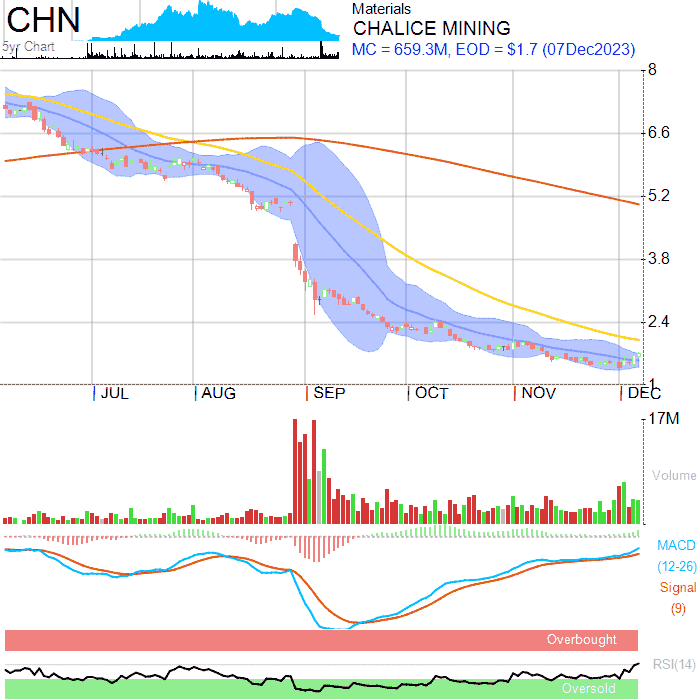 CHN
5yr Chart
Materials
CHALICE MINING
MC = 659.3M, EOD = $1.7 (07Dec2023)
8
6.6
5.2
3.8
2.4
1
JUL
AUG
SEP
OCT
NOV
DEC
17M
Volume
MACD
(12-26)
Signal
(9)
Overbought
RSI(14)
Oversold